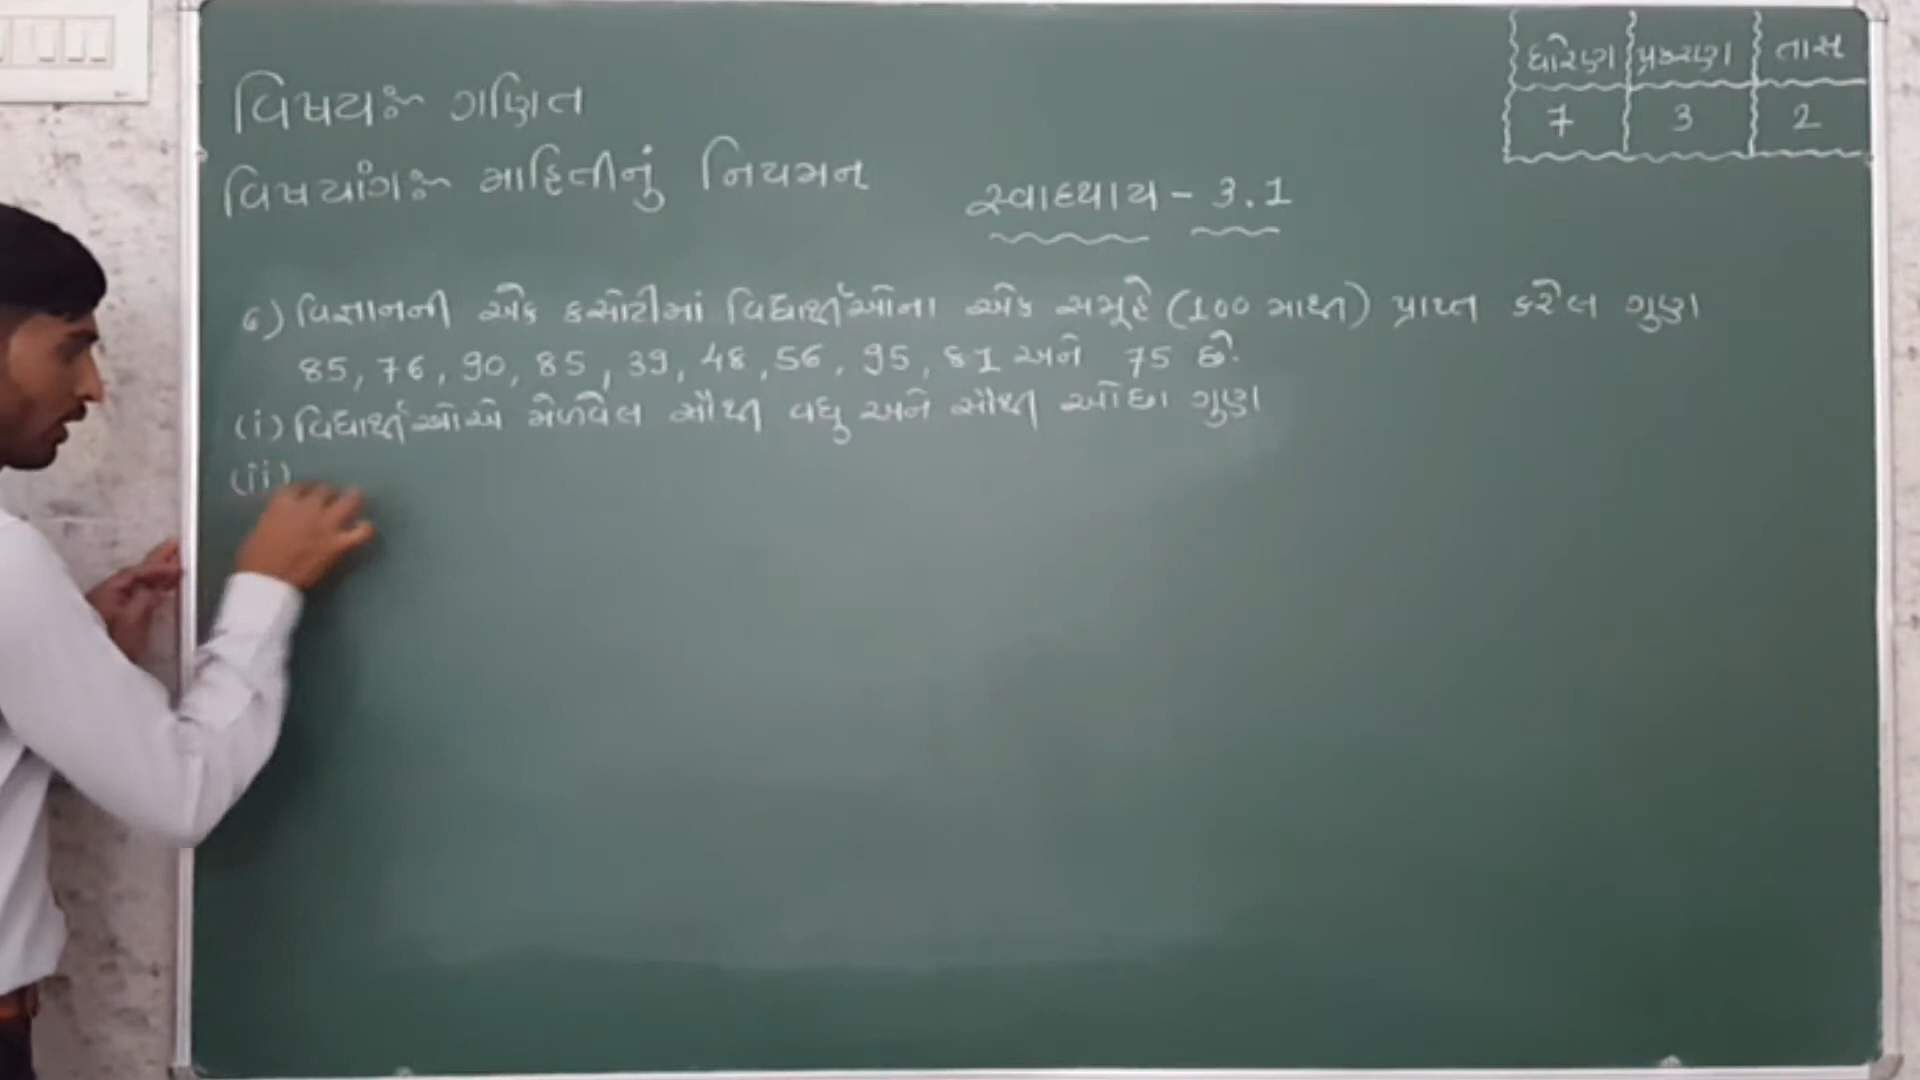 વિષયઃ- ગણિત
ધોરણ પ્રકરણ તાસ
7 3 2
વિષયાંગઃ- માહિતીનું નિયમન
સ્વાધ્યાય - 3.1
૬) વિજ્ઞાનની એક કસોટીમાં વિદ્યાર્થીઓના એક સમૂહે (100 માંથી) પ્રાપ્ત કરેલ ગુણ
85, 76, 90, 85, 39, 48, 56, 95, 81 અને 75 છે.
(i) વિદ્યાર્થીઓએ મેળવેલ સૌથી વધુ અને સૌથી ઓછા ગુણ
(ii)